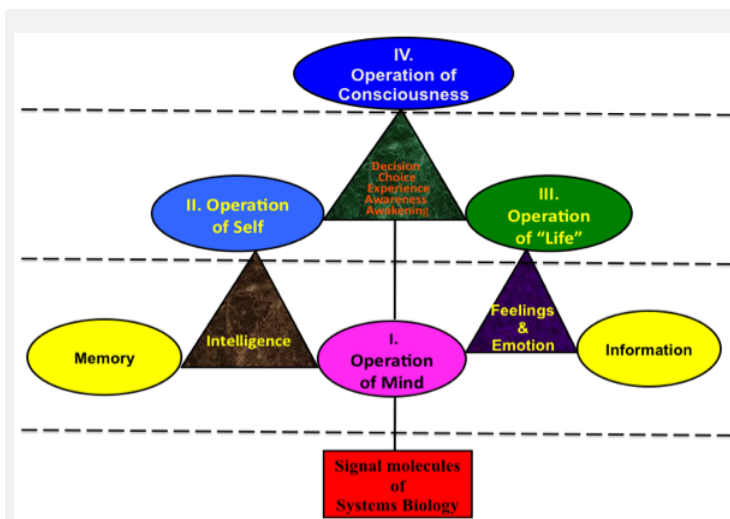 IV.
Operation of
Consciousness
Decision
Choice
Experience
Awareness
Awakening
II. Operation
of Self
III.
Operation
of “Life”
Memory
Intelligence
I.
Operation
of Mind
Feelings
&
Emotion
Information
Signal molecules
of
Systems Biology